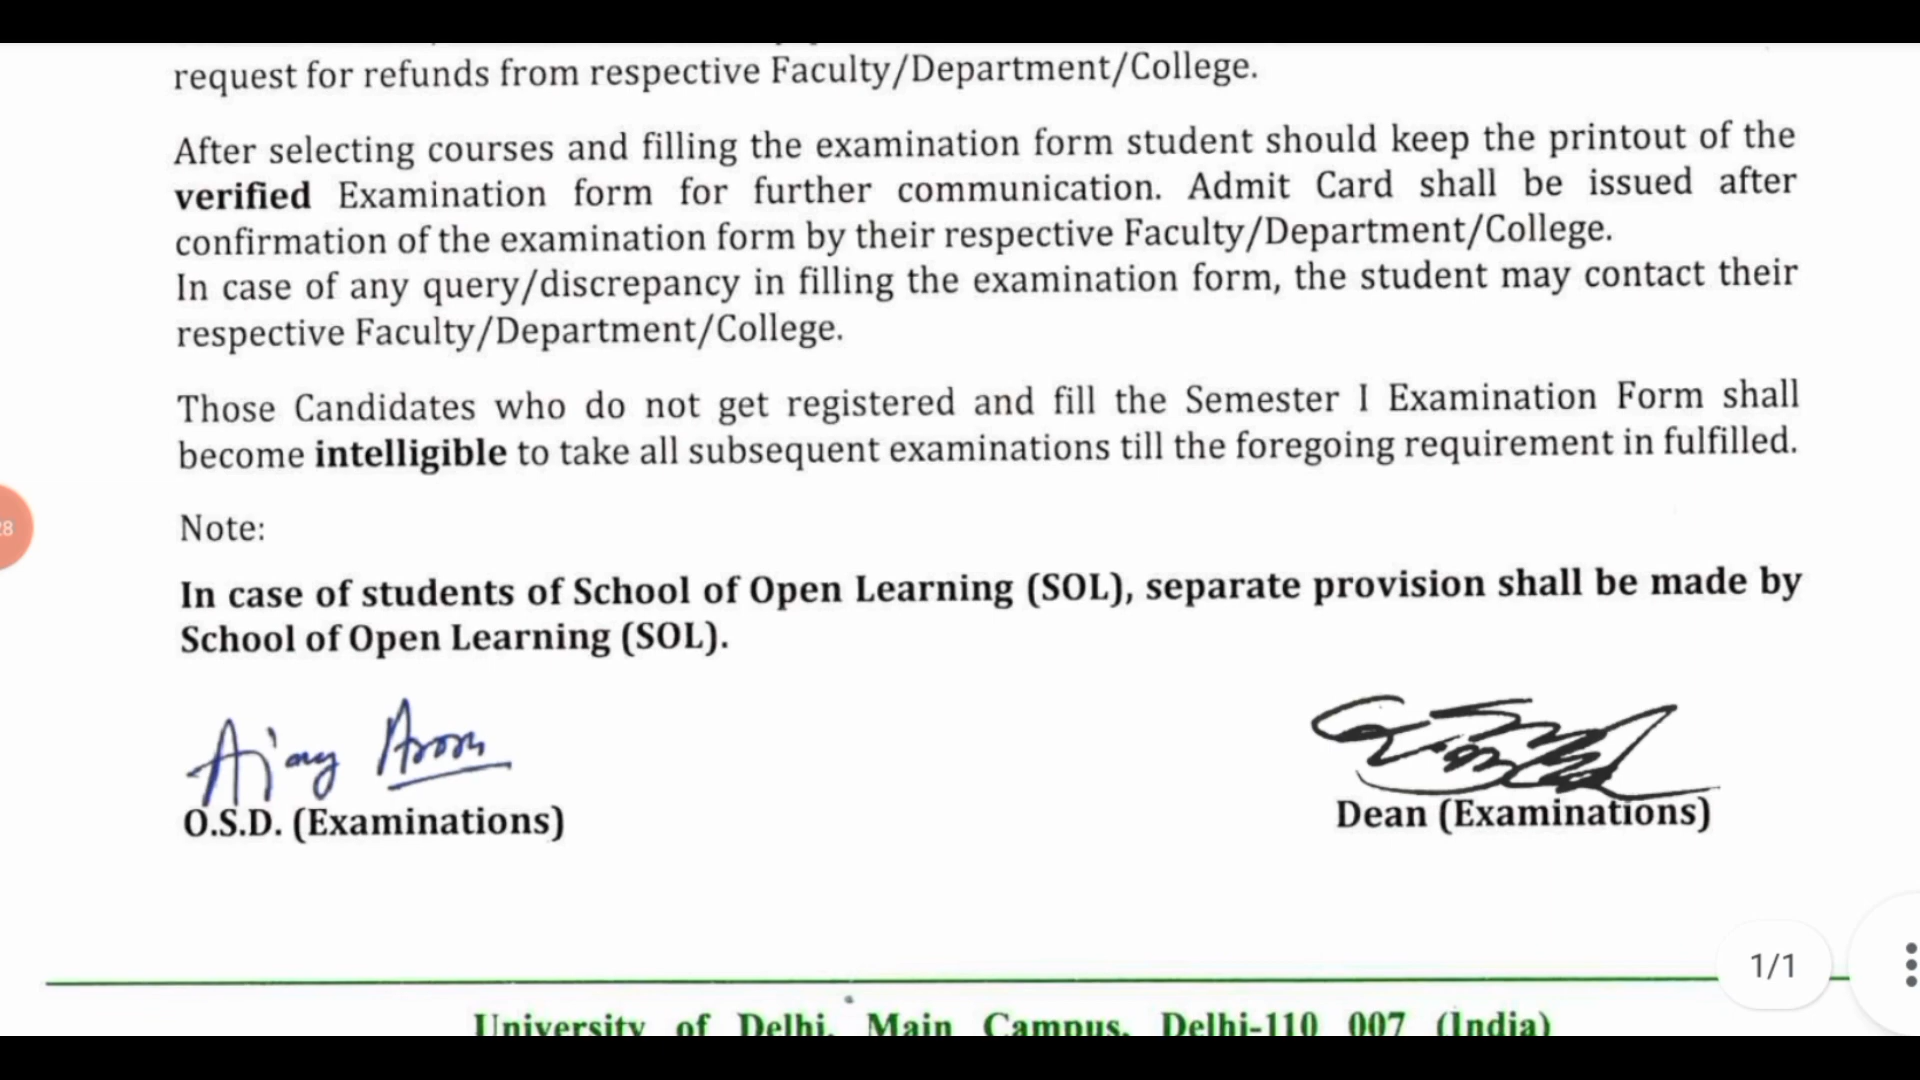 request for refunds from respective Faculty/Department/College.
After selecting courses and filling the examination form student should keep the printout of the
verified Examination form for further communication. Admit Card shall be issued after
confirmation of the examination form by their respective Faculty/Department/College.
In case of any query/discrepancy in filling the examination form, the student may contact their
respective Faculty/Department/College.
Those Candidates who do not get registered and fill the Semester I Examination Form shall
become intelligible to take all subsequent examinations till the foregoing requirement in fulfilled.
28
Note:
In case of students of School of Open Learning (SOL), separate provision shall be made by
School of Open Learning (SOL).
O.S.D. (Examinations)
Dean (Examinations)
1/1
University of Delhi, Main Campus, Delhi-110 007 (India)